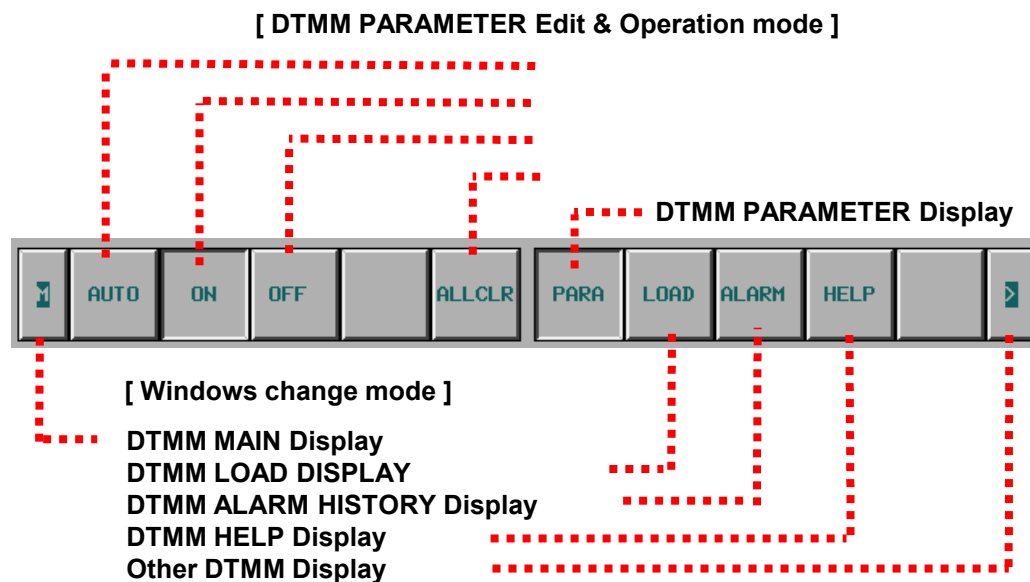 [ DTMM PARAMETER Edit & Operation mode ]
DTMM PARAMETER Display
M AUTO ON OFF ALLCLR PARA LOAD ALARM HELP >
[ Windows change mode ]
DTMM MAIN Display
DTMM LOAD DISPLAY
DTMM ALARM HISTORY Display
DTMM HELP Display
Other DTMM Display